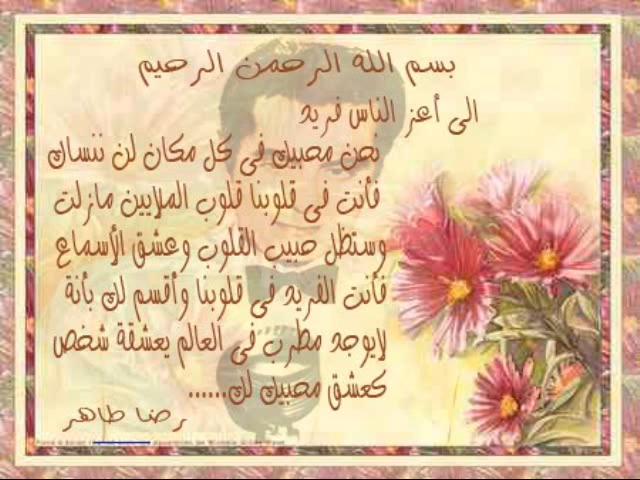 بسم الله الرحمن الرحيم
الى أعز الناس فريد
نحن محبيك فى كل مكان لن ننساك
فأنت فى قلوبنا قلوب الملايين مازلت
وستظل حبيب القلوب وعشق الأسماع
فأنت الفريد فى قلوبنا وأقسم لك بأنة
لايوجد مطرب فى العالم يعشقة شخص
كعشق محبيك لك......
رضا طاهر